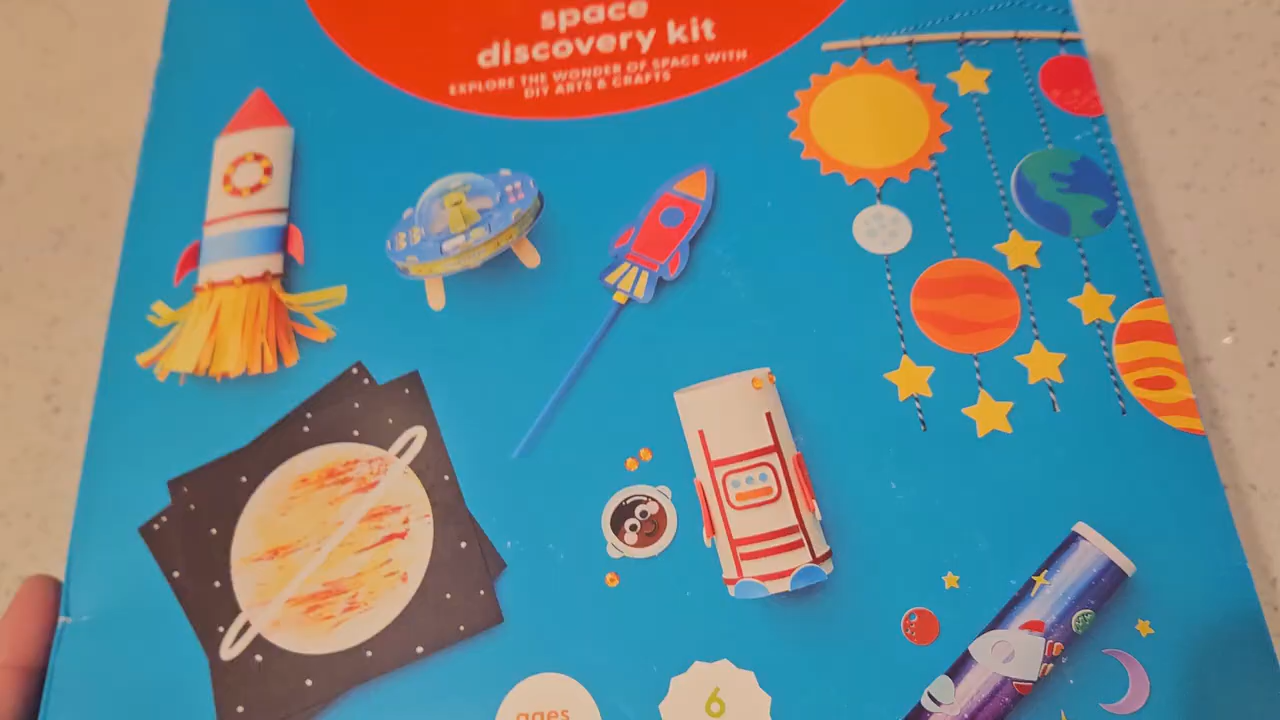 space
discovery kit
EXPLORE THE WONDER OF SPACE WITH
DIY ARTS & CRAFTS
6
ages